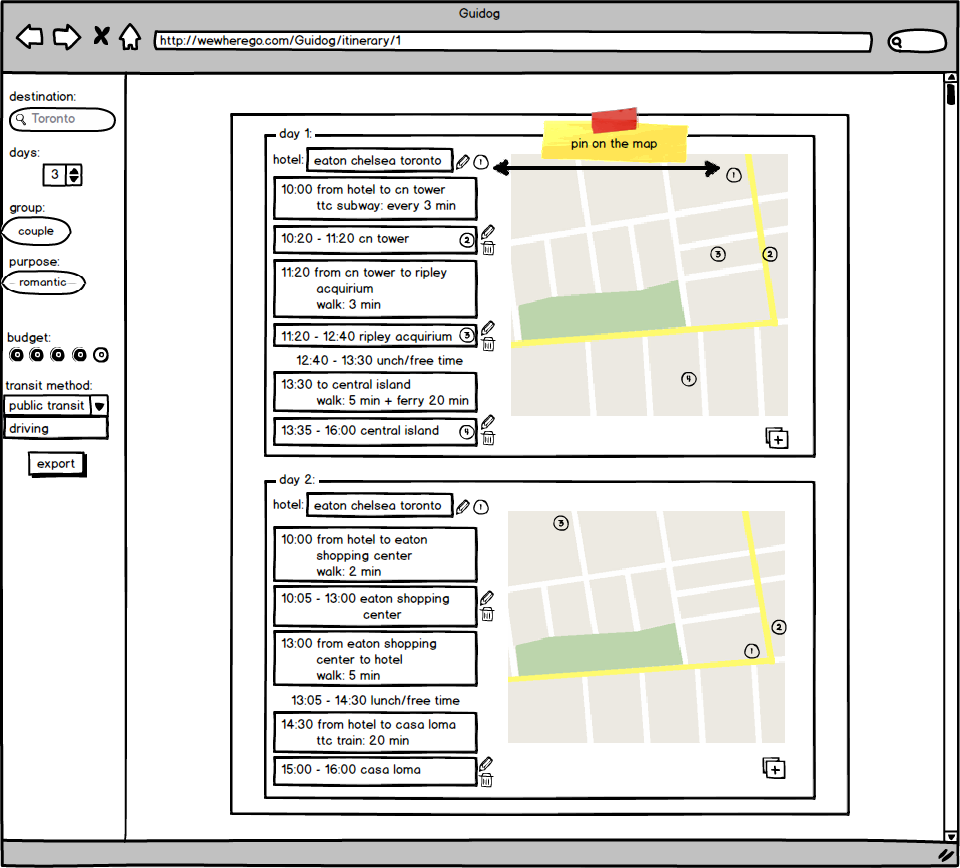 Guidog
http://wewherego.com/Guidog/itinerary/1
destination:
Toronto
days:
3
group:
couple
purpose:
romantic
budget:
transit method:
public transit
driving
export
day 1:
pin on the map
hotel: eaton chelsea toronto 1
10:00 from hotel to cn tower
ttc subway: every 3 min
10:20 - 11:20 cn tower 2
11:20 from cn tower to ripley
acquirium
walk: 3 min
11:20 - 12:40 ripley acquirium 3
12:40 - 13:30 unch/free time
13:30 to central island
walk: 5 min + ferry 20 min
13:35 - 16:00 central island 4
1
3 2
4
day 2:
hotel: eaton chelsea toronto 1
10:00 from hotel to eaton
shopping center
walk: 2 min
10:05 - 13:00 eaton shopping
center
13:00 from eaton shopping
center to hotel
walk: 5 min
13:05 - 14:30 lunch/free time
14:30 from hotel to casa loma
ttc train: 20 min
15:00 - 16:00 casa loma
3
2
1